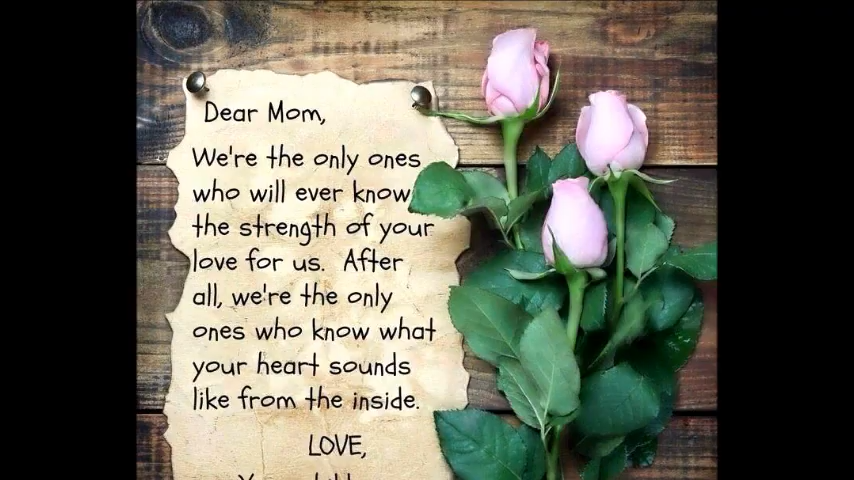 Dear Mom,
We're the only ones
who will ever know
the strength of your
love for us. After
all, we're the only
ones who know what
your heart sounds
like from the inside.
LOVE,